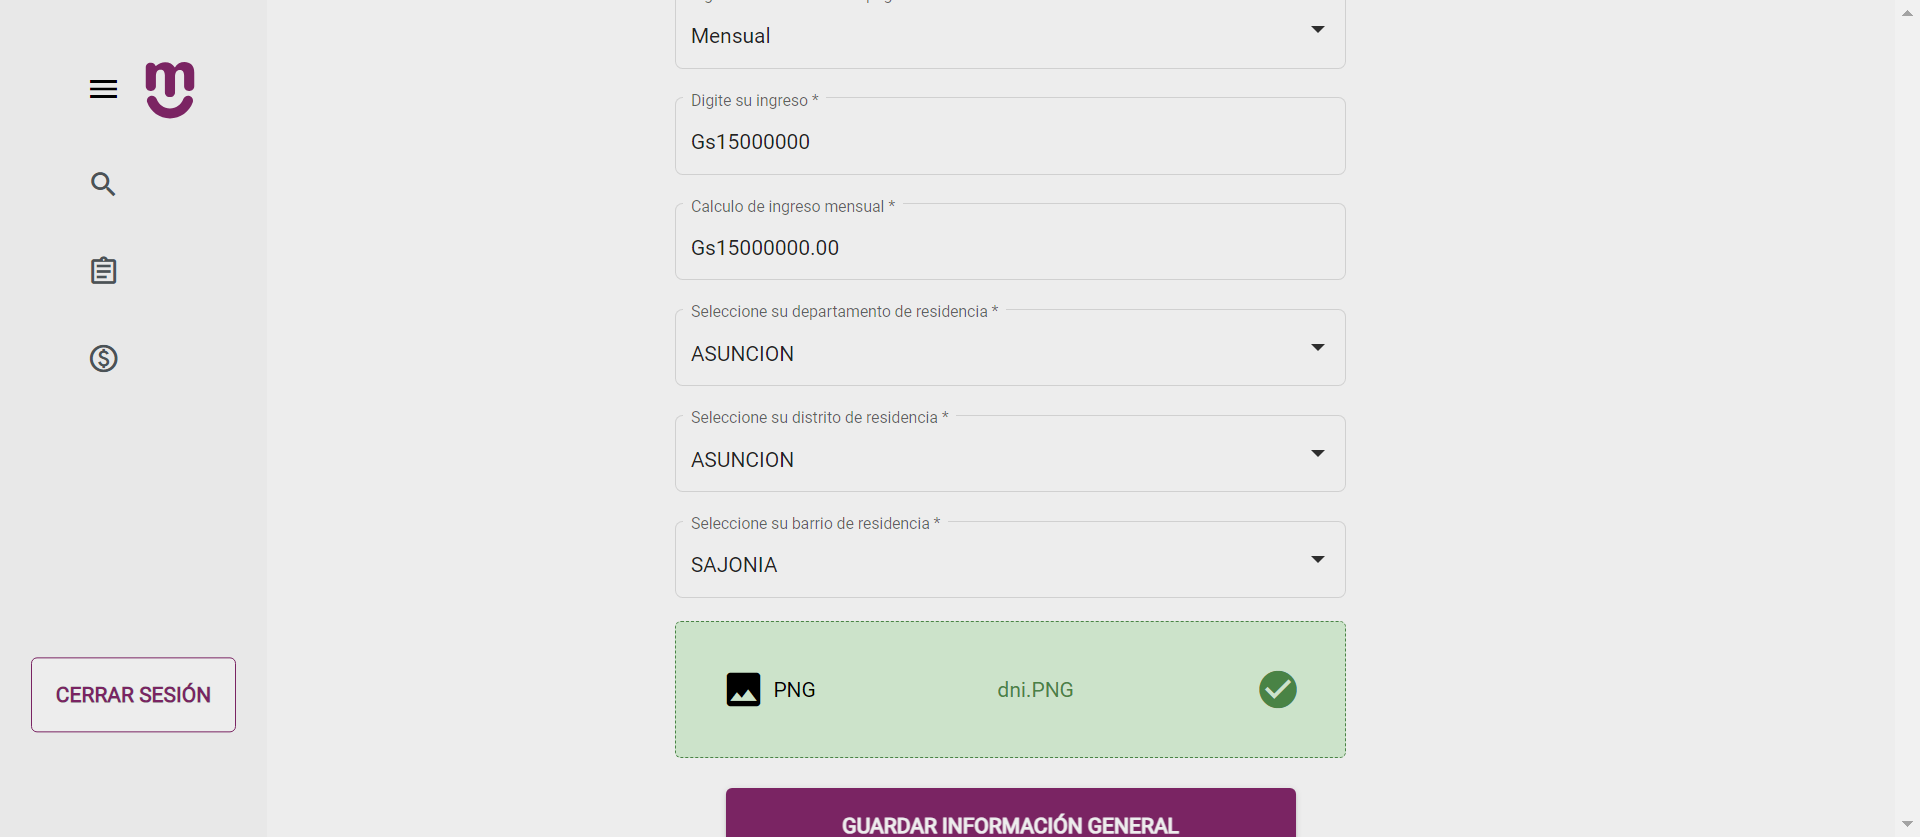 Mensual
Digite su ingreso *
Gs15000000
Calculo de ingreso mensual *
Gs15000000.00
Seleccione su departamento de residencia *
ASUNCION
Seleccione su distrito de residencia *
ASUNCION
Seleccione su barrio de residencia *
SAJONIA
PNG dni.PNG
CERRAR SESIÓN
GUARDAR INFORMACIÓN GENERAL